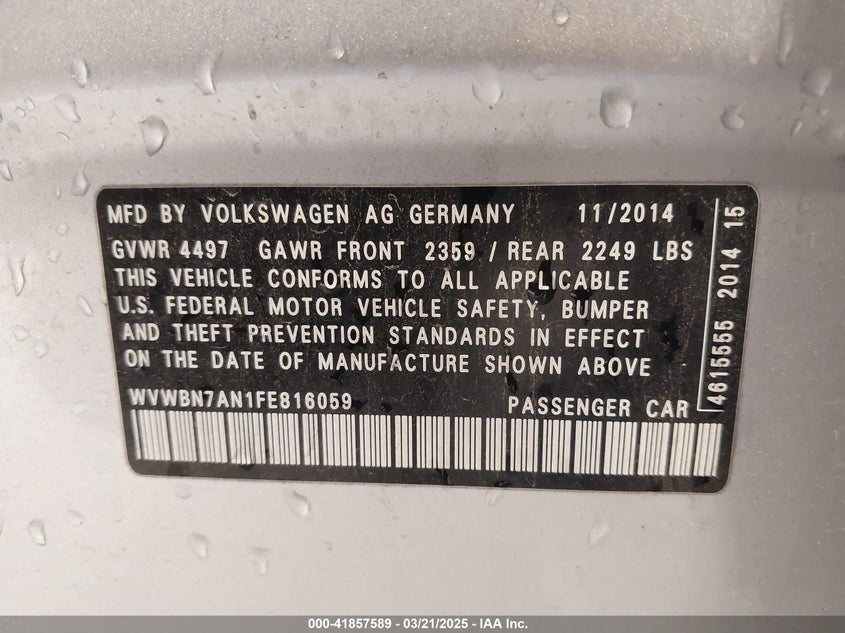 MFD BY VOLKSWAGEN AG GERMANY 11/2014
GVWR 4497 GAWR FRONT 2359 / REAR 2249 LBS
THIS VEHICLE CONFORMS TO ALL APPLICABLE
U.S. FEDERAL MOTOR VEHICLE SAFETY, BUMPER
AND THEFT PREVENTION STANDARDS IN EFFECT
ON THE DATE OF MANUFACTURE SHOWN ABOVE
WVWBN7AN1FE816059 PASSENGER CAR
4615555 2014 15
000-41857589 | 03/21/2025 - IAA Inc.